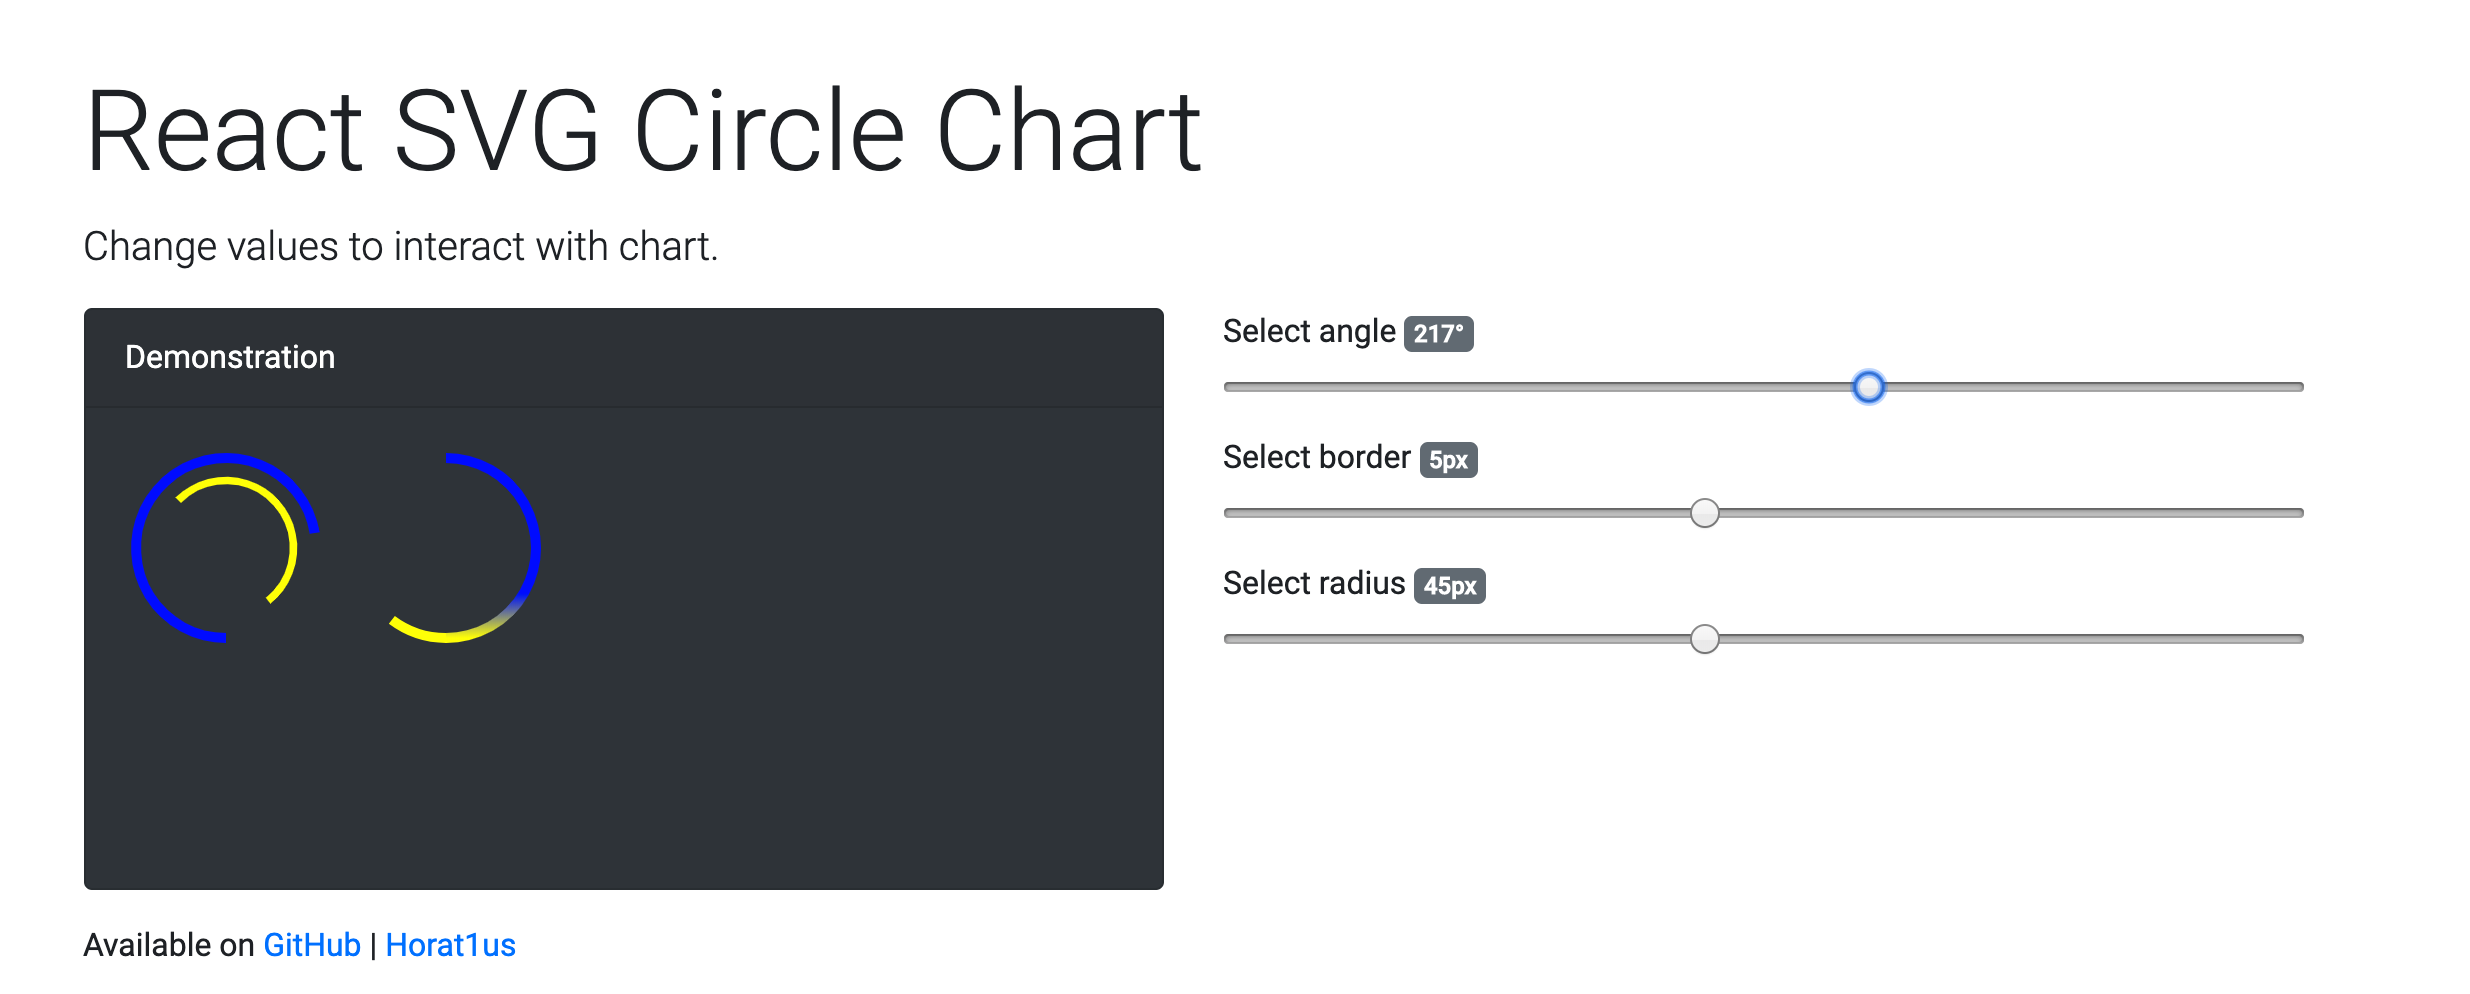 React SVG Circle Chart
Change values to interact with chart.
Demonstration
Select angle 217°
Select border 5px
Select radius 45px
Available on GitHub | Horat1us